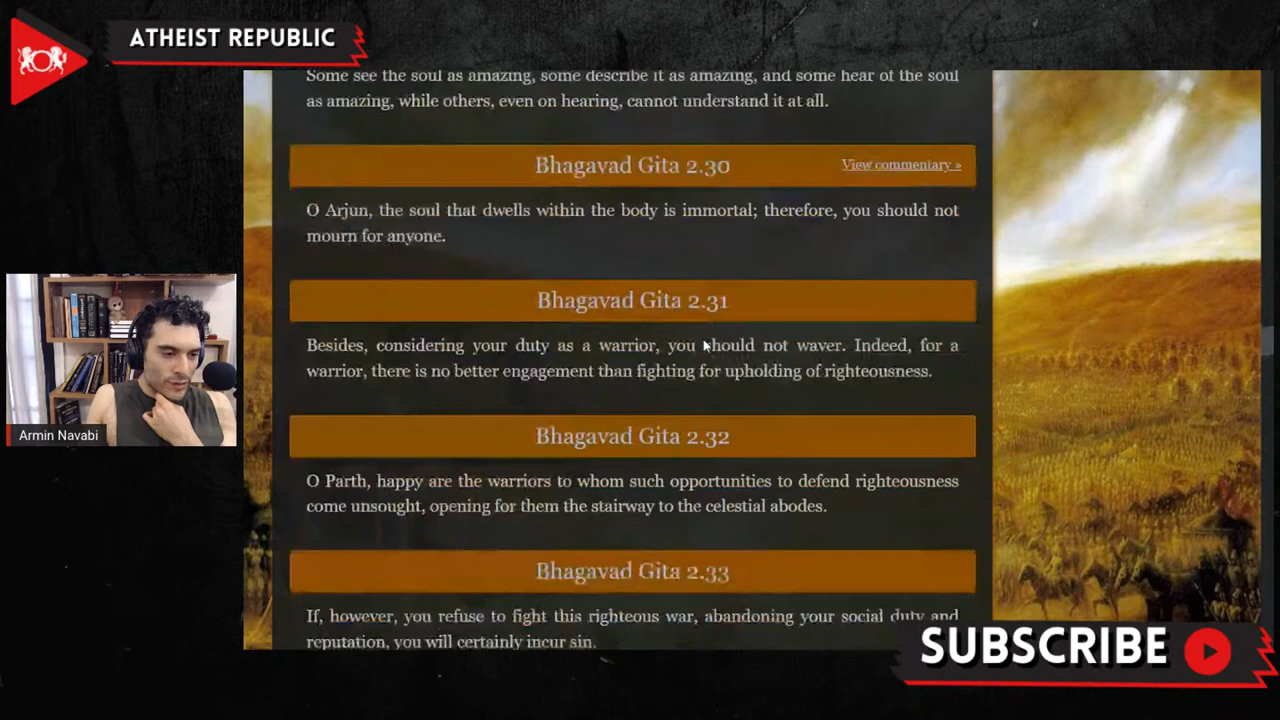 ATHEIST REPUBLIC
Some see the soul as amazing, some describe it as amazing, and some hear of the soul
as amazing, while others, even on hearing, cannot understand it at all.
Bhagavad Gita 2.30
View commentary »
O Arjun, the soul that dwells within the body is immortal; therefore, you should not
mourn for anyone.
Bhagavad Gita 2.31
Besides, considering your duty as a warrior, you should not waver. Indeed, for a
warrior, there is no better engagement than fighting for upholding of righteousness.
Armin Navabi
Bhagavad Gita 2.32
O Parth, happy are the warriors to whom such opportunities to defend righteousness
come unsought, opening for them the stairway to the celestial abodes.
Bhagavad Gita 2.33
If, however, you refuse to fight this righteous war, abandoning your social duty and
reputation, you will certainly incur sin.
SUBSCRIBE